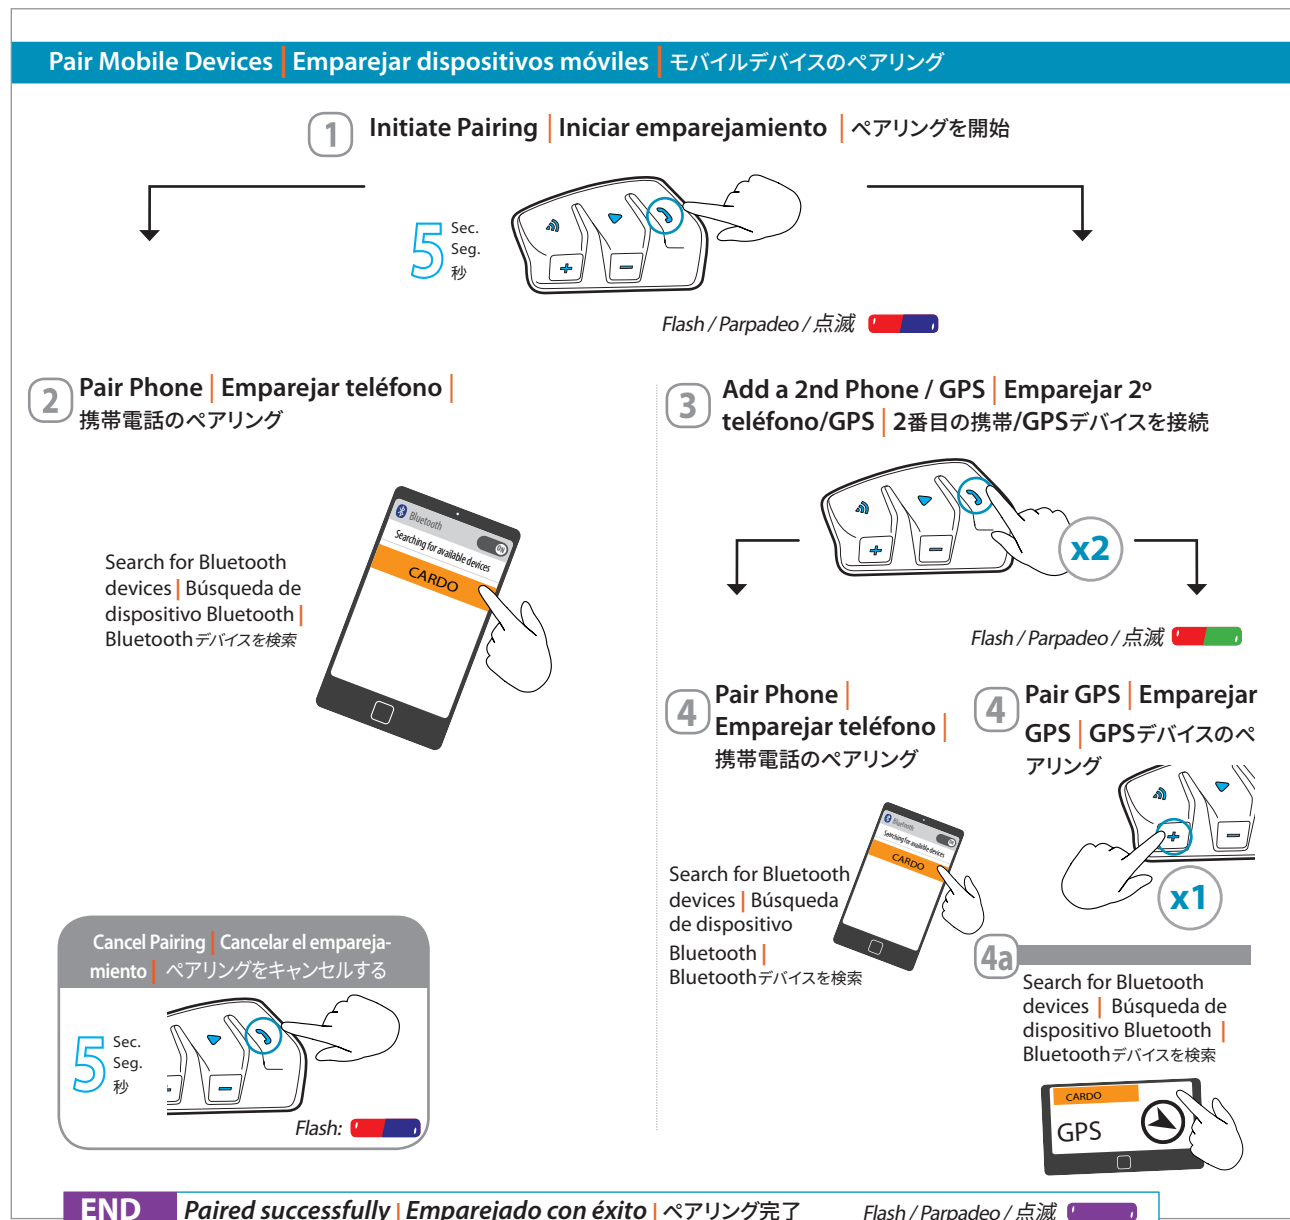 Pair Mobile Devices | Emparejar dispositivos móviles | モバイルデバイスのペアリング
1 Initiate Pairing | Iniciar emparejamiento | ペアリングを開始
5 Sec.
Seg.
秒
Flash / Parpadeo / 点滅
2 Pair Phone | Emparejar teléfono |
携帯電話のペアリング
Search for Bluetooth
devices | Búsqueda de
dispositivo Bluetooth |
Bluetoothデバイスを検索
Bluetooth
ON
Searching for available devices
CARDO
3 Add a 2nd Phone / GPS | Emparejar 2º
teléfono/GPS | 2番目の携帯/GPSデバイスを接続
x2
Flash / Parpadeo / 点滅
4 Pair Phone |
Emparejar teléfono |
携帯電話のペアリング
Search for Bluetooth
devices | Búsqueda
de dispositivo
Bluetooth |
Bluetoothデバイスを検索
Bluetooth
ON
Searching for available devices
CARDO
4 Pair GPS | Emparejar
GPS | GPSデバイスのペ
アリング
x1
4a
Search for Bluetooth
devices | Búsqueda de
dispositivo Bluetooth |
Bluetoothデバイスを検索
CARDO
GPS
Cancel Pairing | Cancelar el empareja-
miento | ペアリングをキャンセルする
5 Sec.
Seg.
秒
Flash:
END Paired successfully | Emparejado con éxito | ペアリング完了 Flash / Parpadeo / 点滅